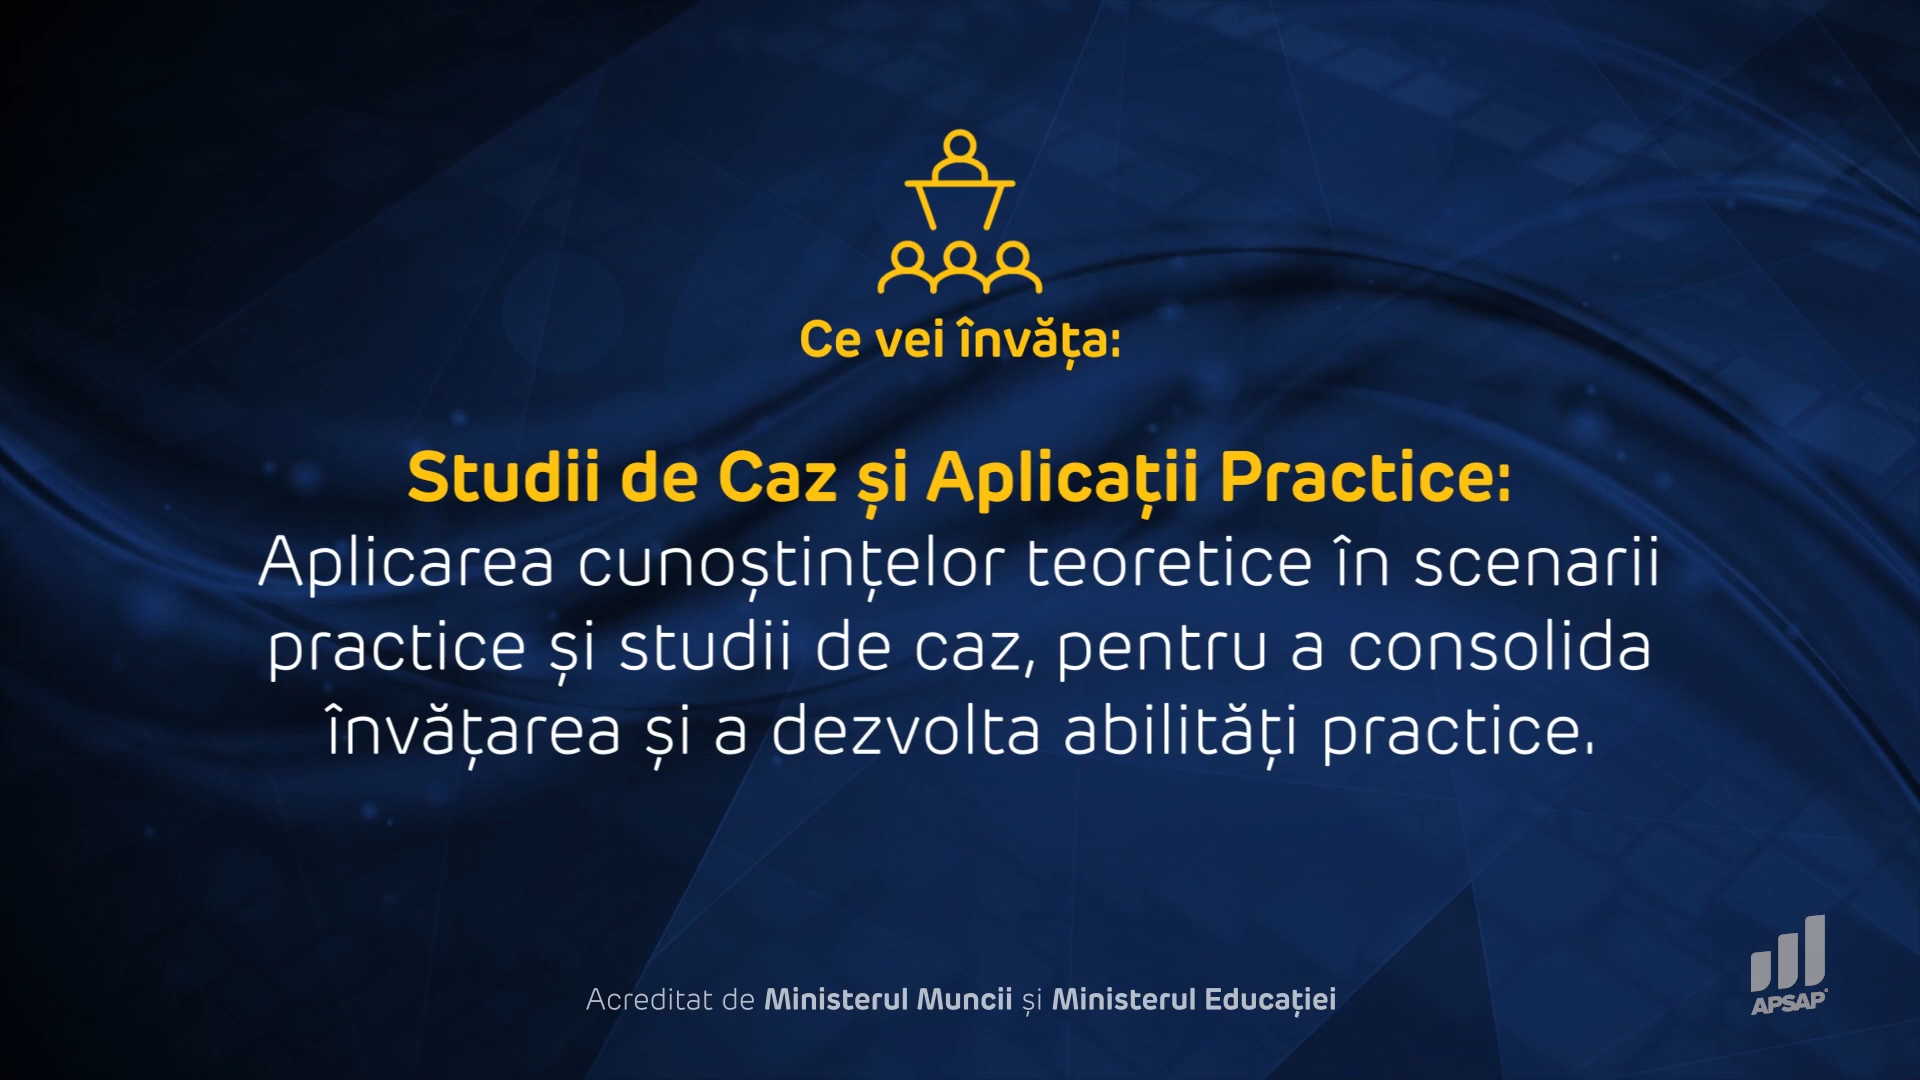 Ce vei învăța:
Studii de Caz și Aplicații Practice:
Aplicarea cunoștințelor teoretice în scenarii
practice și studii de caz, pentru a consolida
învățarea și a dezvolta abilități practice.
Acreditat de Ministerul Muncii și Ministerul Educației
APSAP